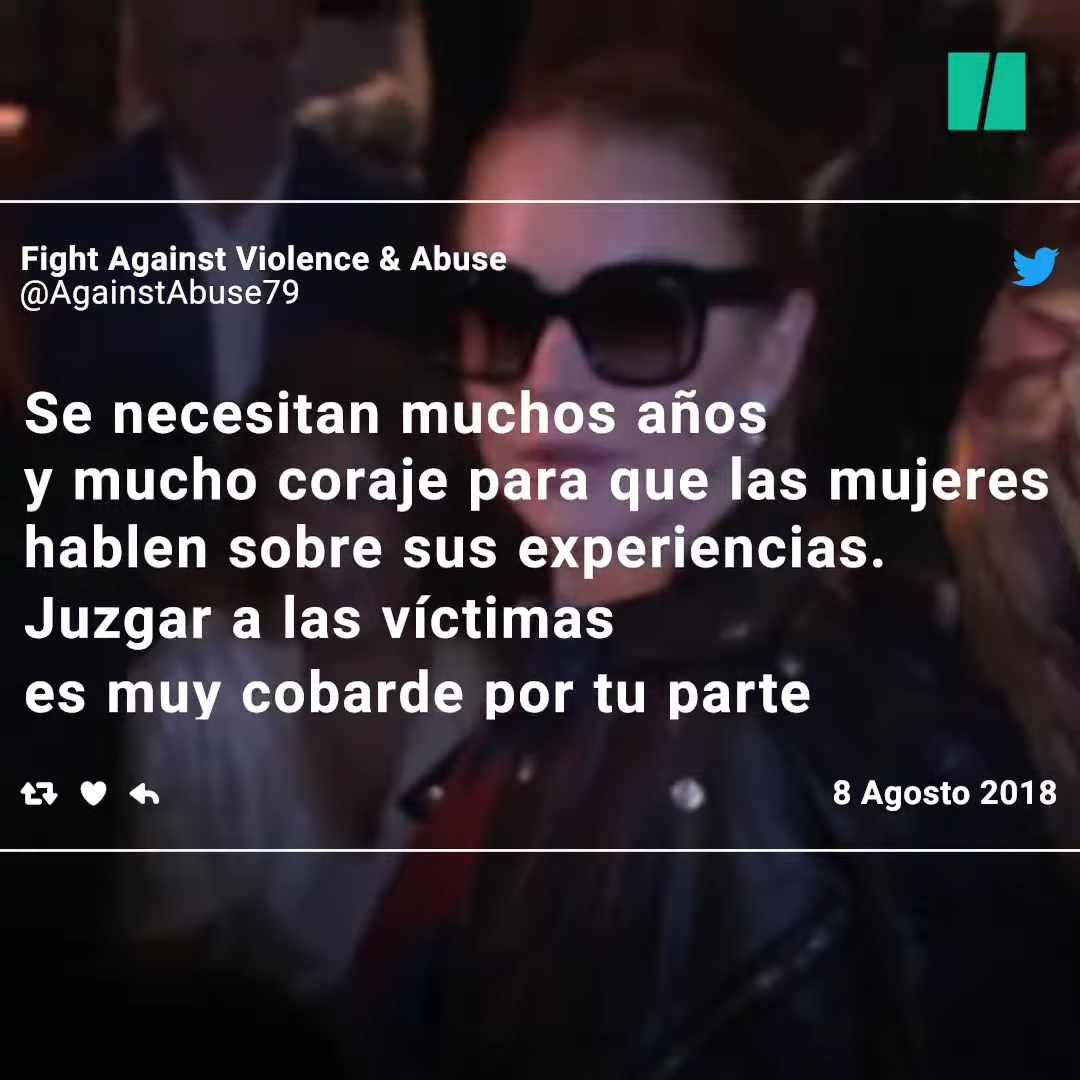 Fight Against Violence & Abuse
@AgainstAbuse79
Se necesitan muchos años
y mucho coraje para que las mujeres
hablen sobre sus experiencias.
Juzgar a las víctimas
es muy cobarde por tu parte
8 Agosto 2018